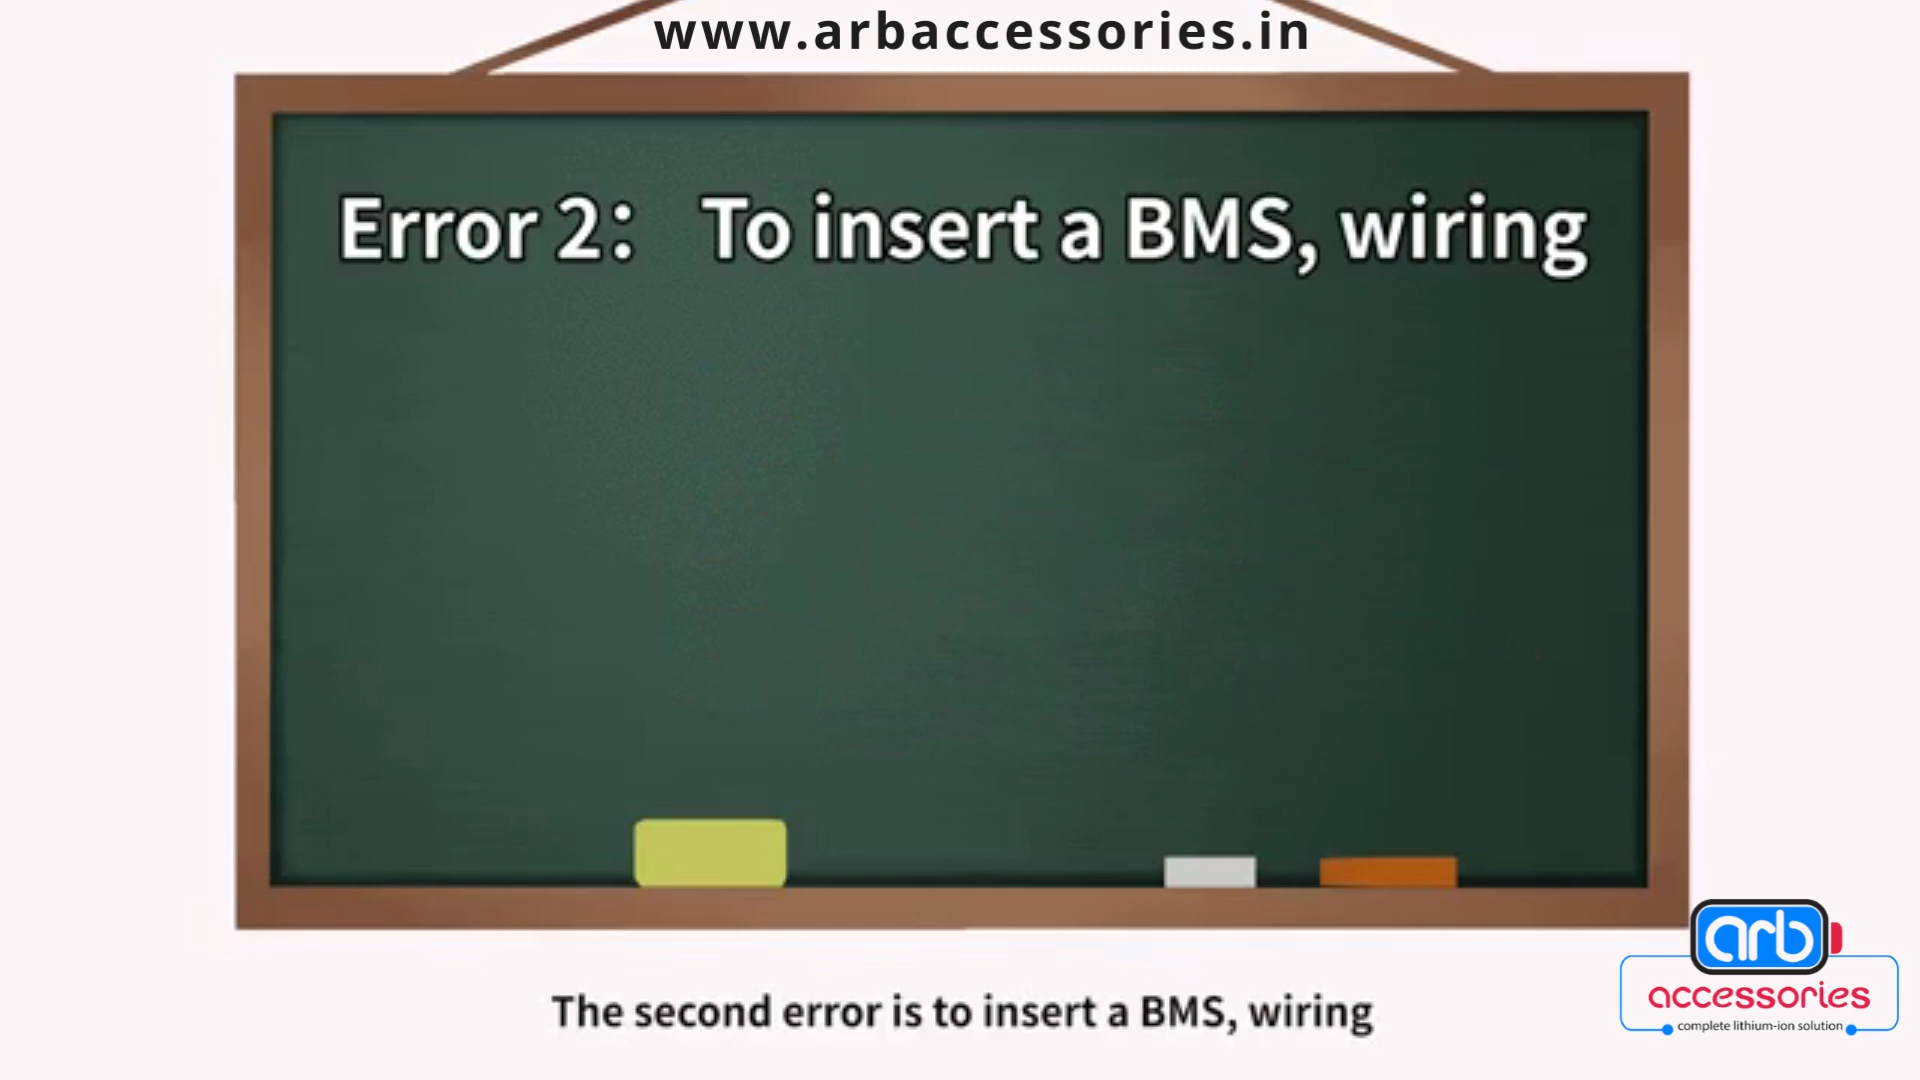 www.arbaccessories.in
Error 2: To insert a BMS, wiring
arb
accessories
complete lithium-ion solution
The second error is to insert a BMS, wiring